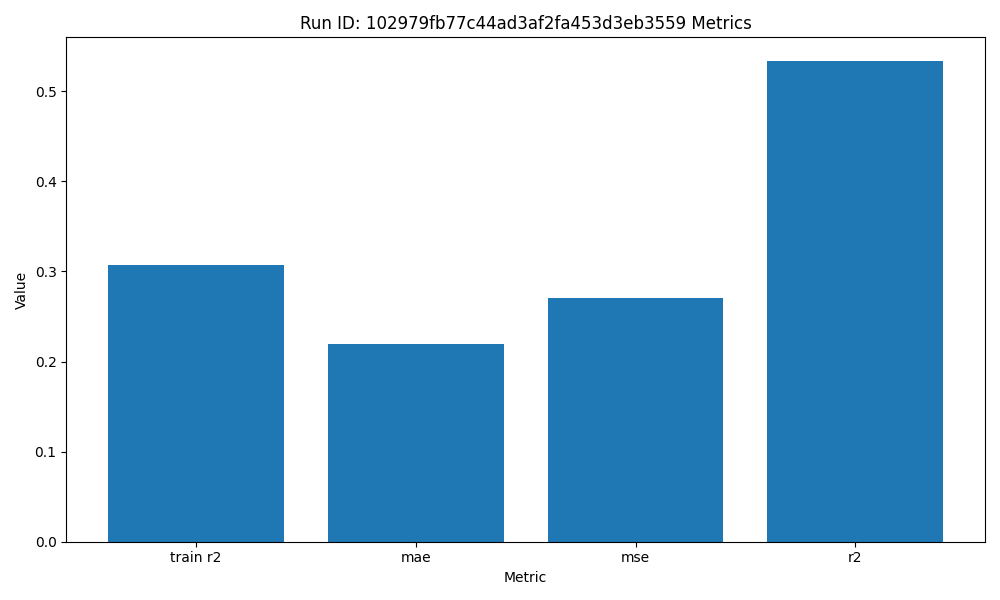 Run ID: 102979fb77c44ad3af2fa453d3eb3559 Metrics
Value
0.5
0.4
0.3
0.2
0.1
0.0
train r2
mae
mse
r2
Metric